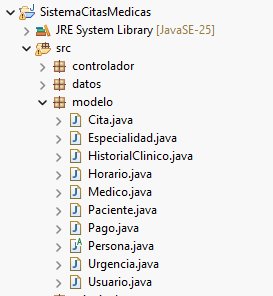 SistemaCitasMedicas
JRE System Library [JavaSE-25]
src
controlador
datos
modelo
Cita.java
Especialidad.java
HistorialClinico.java
Horario.java
Medico.java
Paciente.java
Pago.java
Persona.java
Urgencia.java
Usuario.java